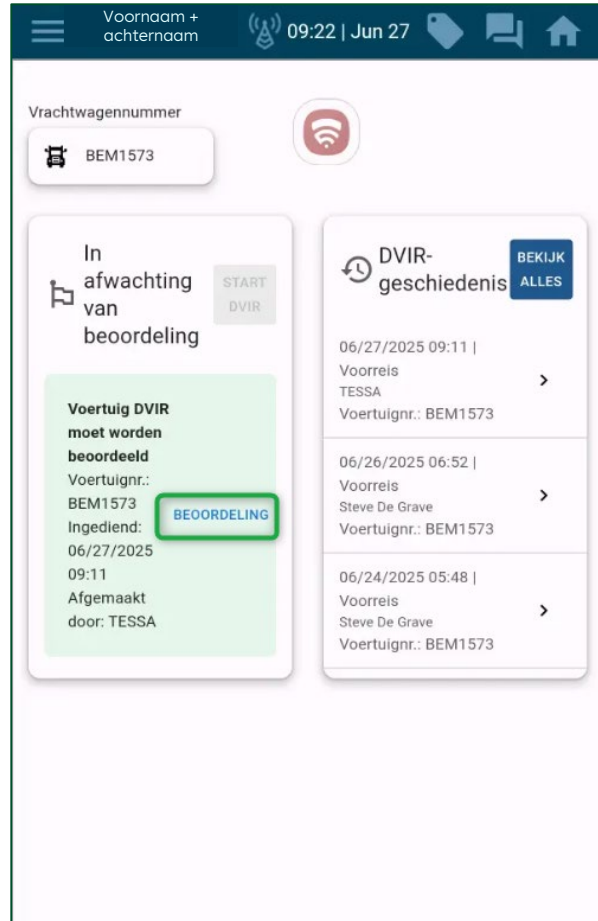 Voornaam +
achternaam
09:22 | Jun 27
Vrachtwagennummer
BEM1573
In
afwachting
van
beoordeling
START
DVIR
Voertuig DVIR
moet worden
beoordeeld
Voertuignr.:
BEM1573
Ingediend:
06/27/2025
09:11
Afgemaakt
door: TESSA
BEOORDELING
DVIR-
geschiedenis
BEKIJK
ALLES
06/27/2025 09:11 |
Voorreis
TESSA
Voertuignr.: BEM1573
06/26/2025 06:52 |
Voorreis
Steve De Grave
Voertuignr.: BEM1573
06/24/2025 05:48 |
Voorreis
Steve De Grave
Voertuignr.: BEM1573